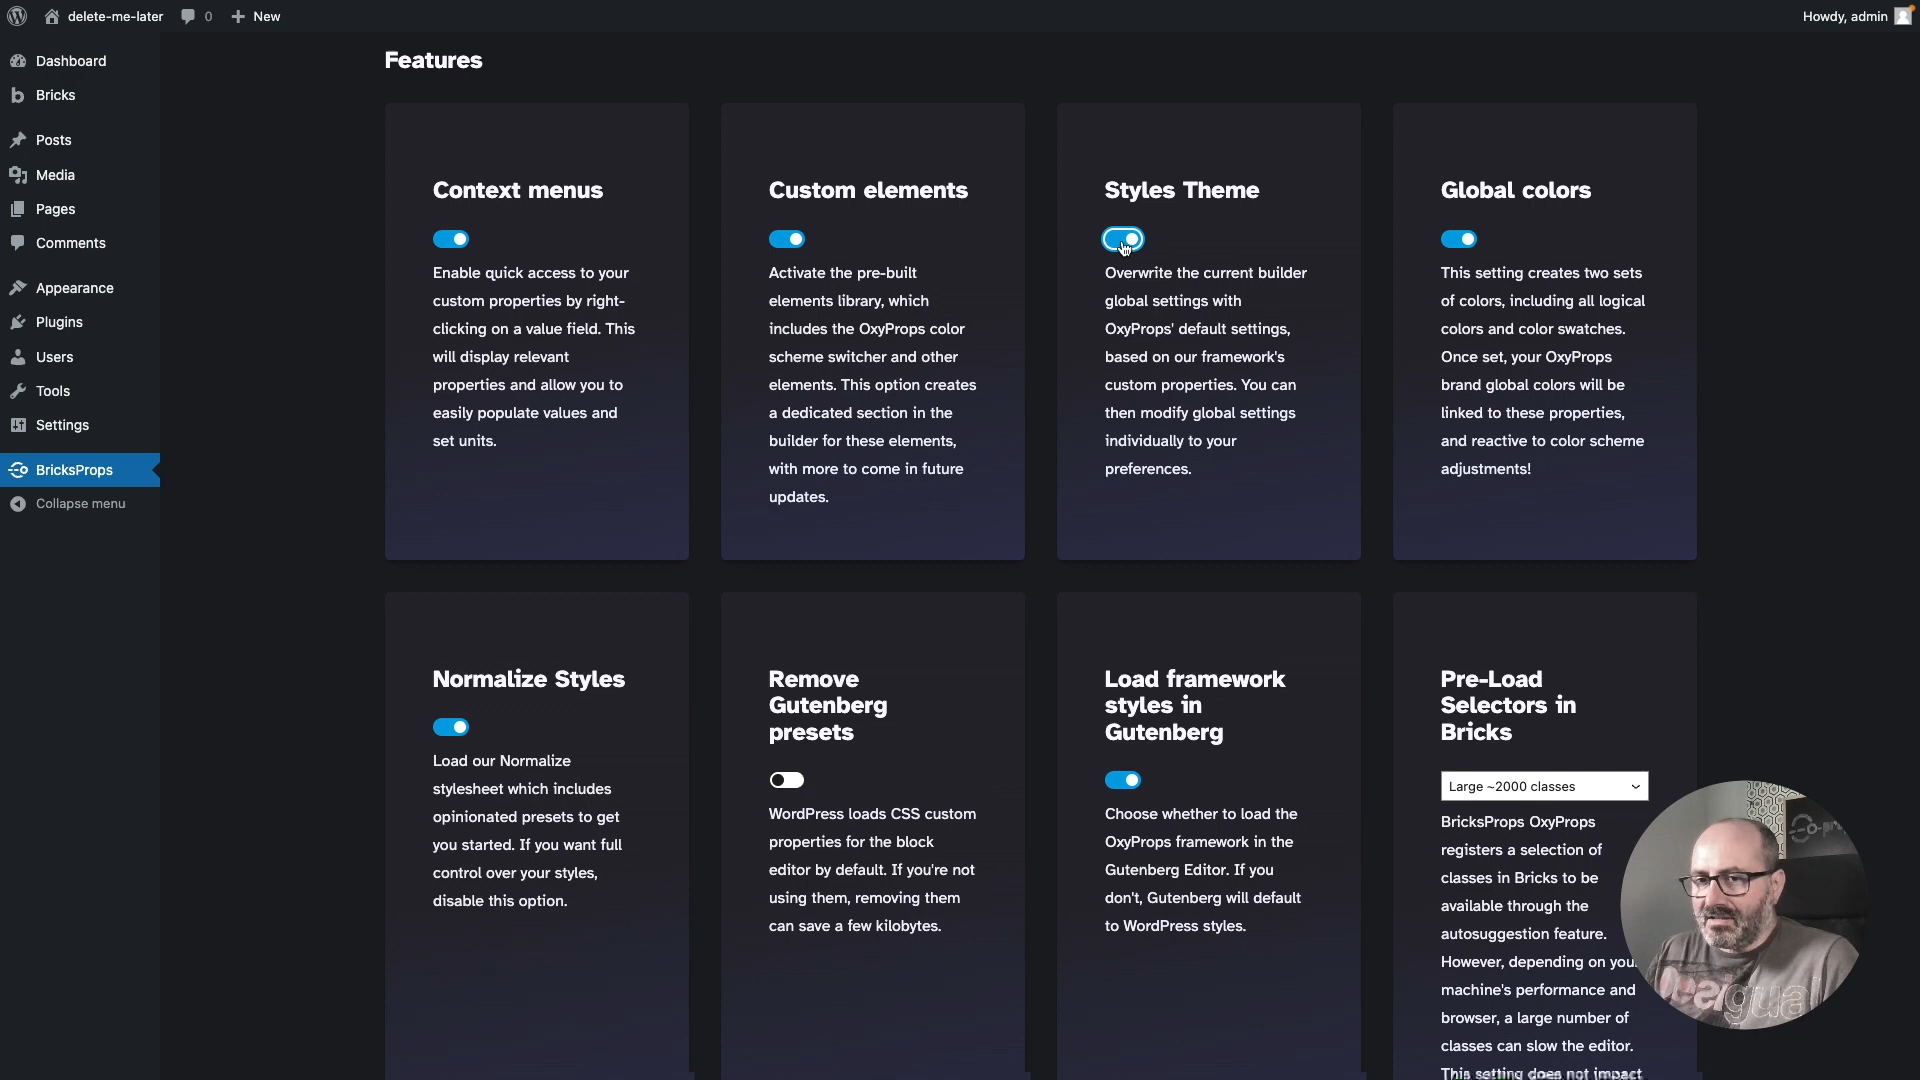 delete-me-later
0
New
Howdy, admin
Dashboard
Bricks
Posts
Media
Pages
Comments
Appearance
Plugins
Users
Tools
Settings
BricksProps
Collapse menu
Features
Context menus
Enable quick access to your
custom properties by right-
clicking on a value field. This
will display relevant
properties and allow you to
easily populate values and
set units.
Custom elements
Activate the pre-built
elements library, which
includes the OxyProps color
scheme switcher and other
elements. This option creates
a dedicated section in the
builder for these elements,
with more to come in future
updates.
Styles Theme
Overwrite the current builder
global settings with
OxyProps' default settings,
based on our framework's
custom properties. You can
then modify global settings
individually to your
preferences.
Global colors
This setting creates two sets
of colors, including all logical
colors and color swatches.
Once set, your OxyProps
brand global colors will be
linked to these properties,
and reactive to color scheme
adjustments!
Normalize Styles
Load our Normalize
stylesheet which includes
opinionated presets to get
you started. If you want full
control over your styles,
disable this option.
Remove
Gutenberg
presets
WordPress loads CSS custom
properties for the block
editor by default. If you're not
using them, removing them
can save a few kilobytes.
Load framework
styles in
Gutenberg
Choose whether to load the
OxyProps framework in the
Gutenberg Editor. If you
don't, Gutenberg will default
to WordPress styles.
Pre-Load
Selectors in
Bricks
Large ~2000 classes
BricksProps OxyProps
registers a selection of
classes in Bricks to be
available through the
autosuggestion feature.
However, depending on
machine's performance and
browser, a large number of
classes can slow the editor.
This setting does not impact